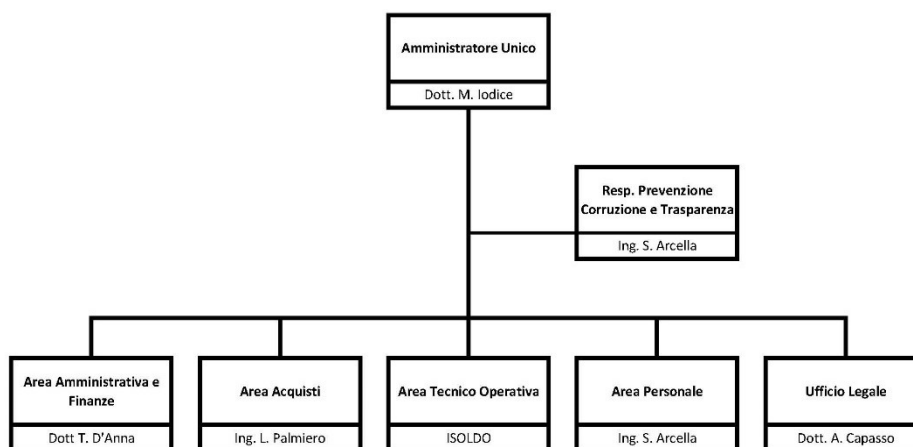 Amministratore Unico
Dott. M. Iodice
Resp. Prevenzione
Corruzione e Trasparenza
Ing. S. Arcella
Area Amministrativa e
Finanze
Dott T. D'Anna
Area Acquisti
Ing. L. Palmiero
Area Tecnico Operativa
ISOLDO
Area Personale
Ing. S. Arcella
Ufficio Legale
Dott. A. Capasso